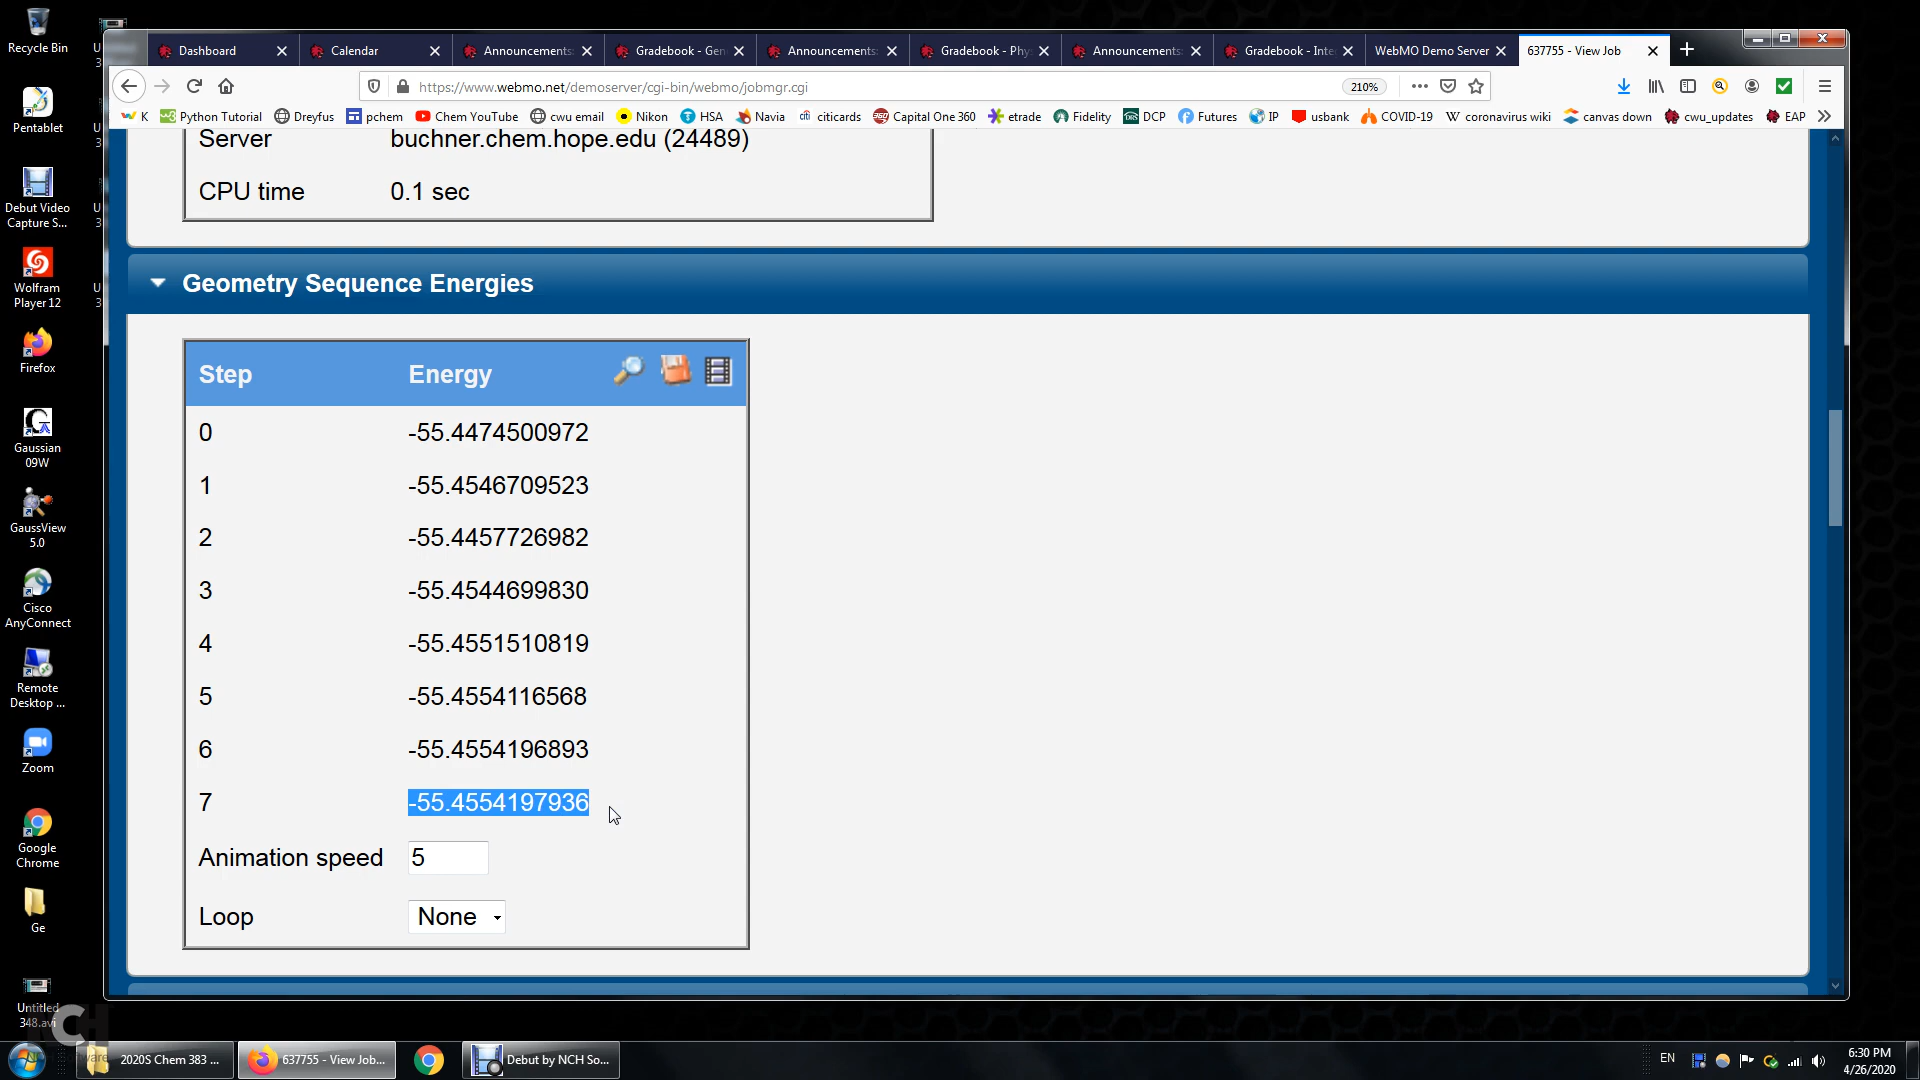 Recycle Bin
Pentablet
Debut Video
Capture S...
Wolfram
Player 12
Firefox
Gaussian
09W
GaussView
5.0
Cisco
AnyConnect
Remote
Desktop ...
Zoom
Google
Chrome
Ge
Untitled
348.avi
U
3
U
3
U
3
U
3
Dashboard
Calendar
Announcements:
Gradebook - Gen
Announcements:
Gradebook - Phy
Announcements:
Gradebook - Inte
WebMO Demo Server
637755 - View Job
https://www.webmo.net/demoserver/cgi-bin/webmo/jobmgr.cgi
210%
K
Python Tutorial
Dreyfus
pchem
Chem YouTube
cwu email
Nikon
HSA
Navia
citicards
Capital One 360
etrade
Fidelity
DCP
Futures
IP
usbank
COVID-19
coronavirus wiki
canvas down
cwu_updates
EAP
Server buchner.chem.hope.edu (24489)
CPU time 0.1 sec
Geometry Sequence Energies
Step Energy
0 -55.4474500972
1 -55.4546709523
2 -55.4457726982
3 -55.4544699830
4 -55.4551510819
5 -55.4554116568
6 -55.4554196893
7 -55.4554197936
Animation speed 5
Loop None
2020S Chem 383 ...
637755 - View Job...
Debut by NCH So...
EN
6:30 PM
4/26/2020